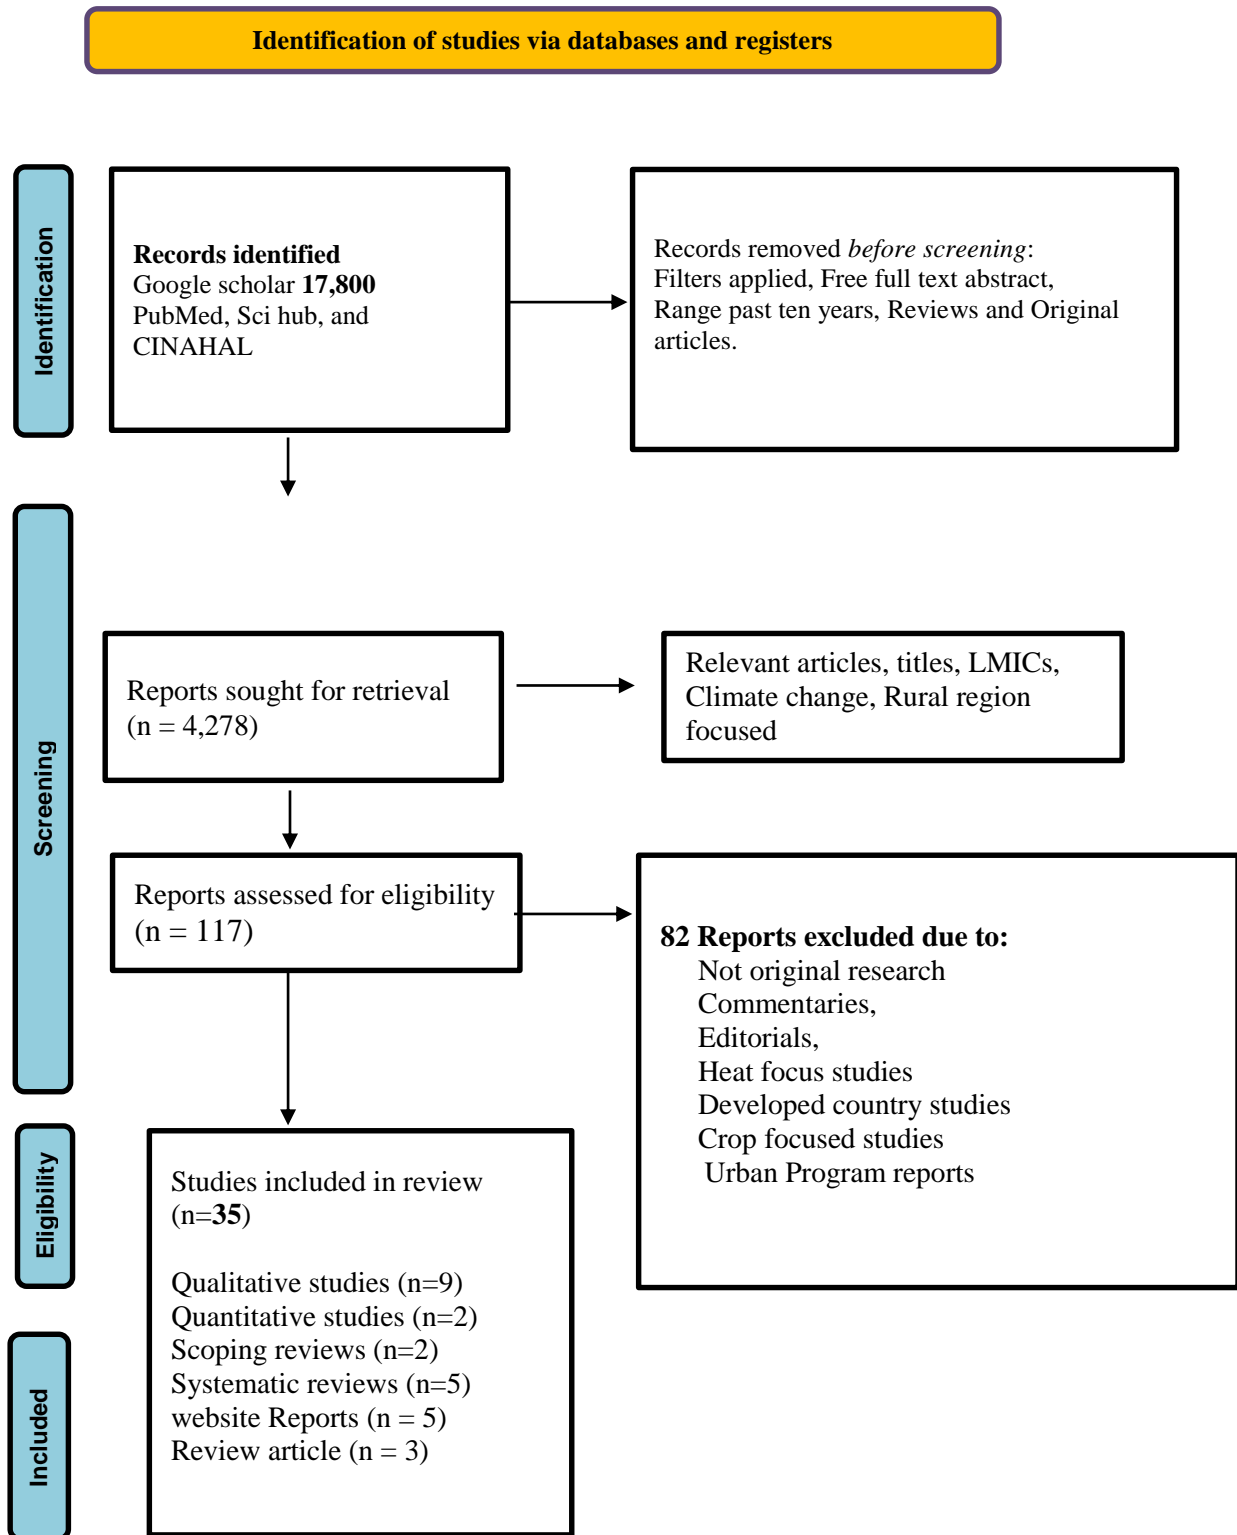 Identification of studies via databases and registers
Identification
Records identified
Google scholar 17,800
PubMed, Sci hub, and
CINAHAL
Records removed before screening:
Filters applied, Free full text abstract,
Range past ten years, Reviews and Original
articles.
Screening
Reports sought for retrieval
(n = 4,278)
Relevant articles, titles, LMICs,
Climate change, Rural region
focused
Reports assessed for eligibility
(n = 117)
82 Reports excluded due to:
Not original research
Commentaries,
Editorials,
Heat focus studies
Developed country studies
Crop focused studies
Urban Program reports
Eligibility
Studies included in review
(n=35)
Qualitative studies (n=9)
Quantitative studies (n=2)
Scoping reviews (n=2)
Systematic reviews (n=5)
website Reports (n = 5)
Review article (n = 3)
Included